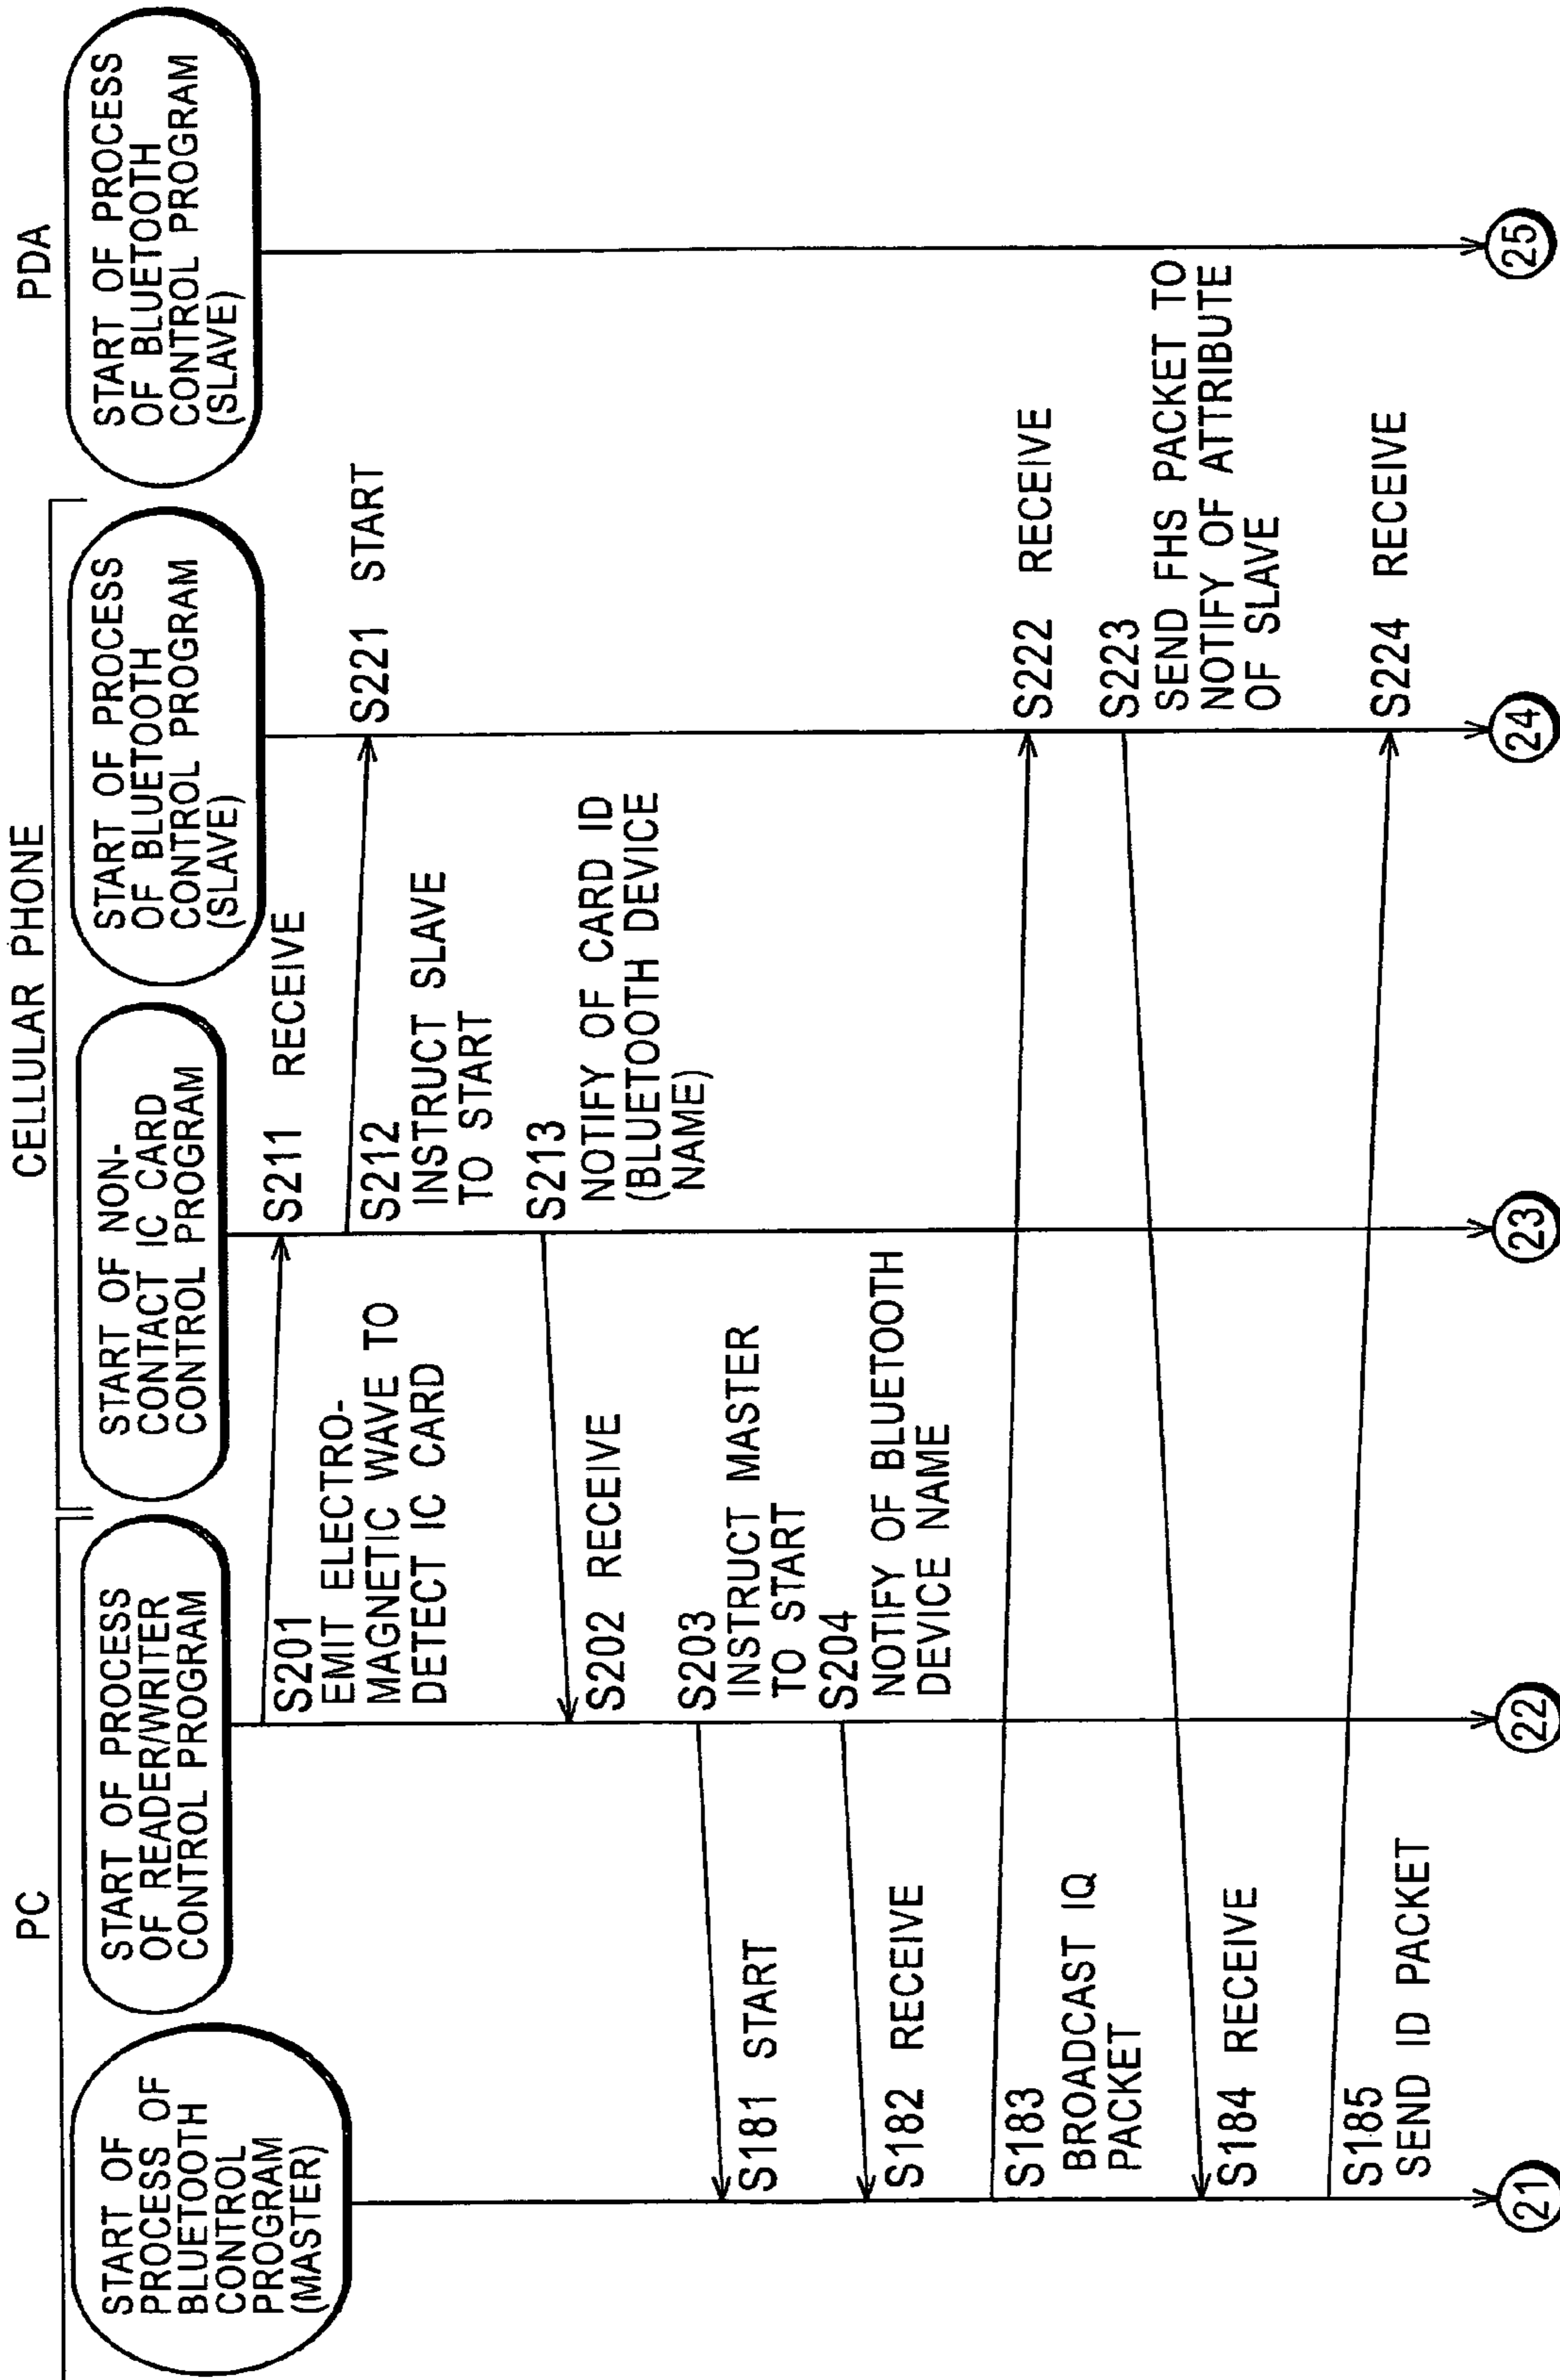 PC
CELLULAR PHONE
PDA
START OF
PROCESS OF
BLUETOOTH
CONTROL
PROGRAM
(MASTER)
START OF PROCESS
OF READER/WRITER
CONTROL PROGRAM
START OF NON-
CONTACT IC CARD
CONTROL PROGRAM
START OF PROCESS
OF BLUETOOTH
CONTROL PROGRAM
(SLAVE)
START OF PROCESS
OF BLUETOOTH
CONTROL PROGRAM
(SLAVE)
S201
EMIT ELECTRO-
MAGNETIC WAVE TO
DETECT IC CARD
S211 RECEIVE
S212
INSTRUCT SLAVE
TO START
S221 START
S213
NOTIFY OF CARD ID
(BLUETOOTH DEVICE
NAME)
S202 RECEIVE
S203
INSTRUCT MASTER
TO START
S181 START
S204
NOTIFY OF BLUETOOTH
DEVICE NAME
S182 RECEIVE
S183
BROADCAST IQ
PACKET
S222 RECEIVE
S223
SEND FHS PACKET TO
NOTIFY OF ATTRIBUTE
OF SLAVE
S184 RECEIVE
S185
SEND ID PACKET
S224 RECEIVE
21
22
23
24
25